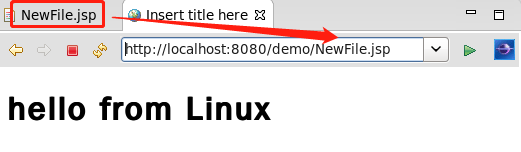 NewFile.jsp Insert title here
http://localhost:8080/demo/NewFile.jsp
hello from Linux